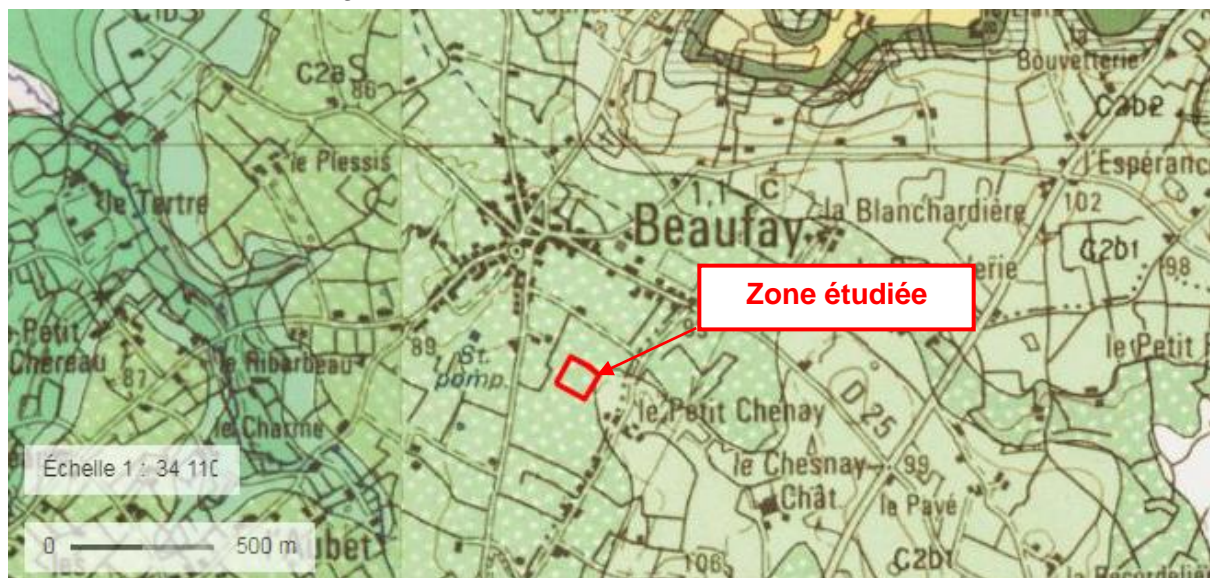 C2aS
86
le Plessis
le Tertre
Bouvetterie
C2b2
l'Espérance
1,1 C
la Blanchardière
102
Beaufay
C2b1
98
Zone étudiée
Petit
Chereau
87
le Ribarbeau
89
St.
pomp.
le Petit
D 25
le Petit Chenay
le Charme
le Chesnay
Chât.
99
le Pavé
Échelle 1 : 34 110
0 500 m
106
C2b1